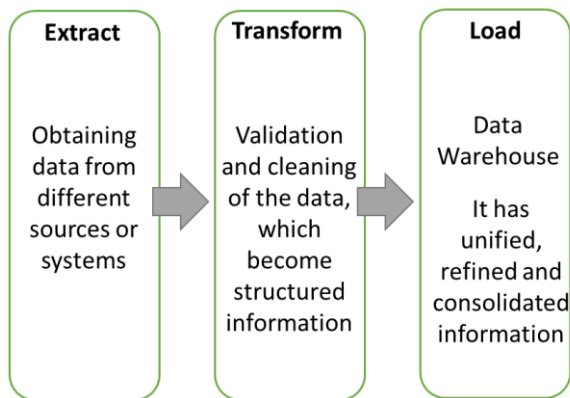 Extract
Obtaining
data from
different
sources or
systems
Transform
Validation
and cleaning
of the data,
which
become
structured
information
Load
Data
Warehouse
It has
unified,
refined and
consolidated
information